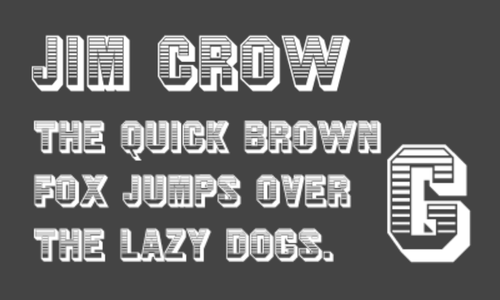 JIM CROW
THE QUICK BROWN
FOX JUMPS OVER
THE LAZY DOGS.
G